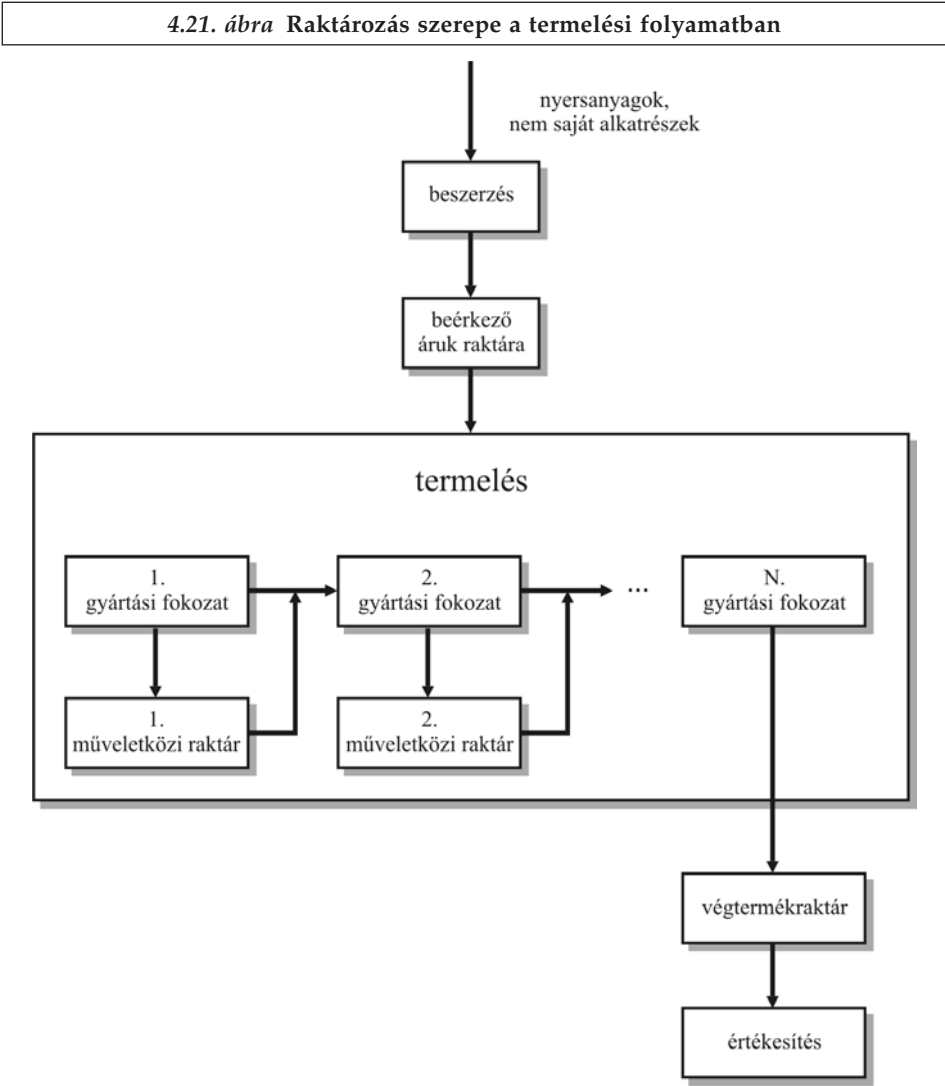 4.21. ábra Raktározás szerepe a termelési folyamatban
nyersanyagok,
nem saját alkatrészek
beszerzés
beérkező
áruk raktára
termelés
1.
gyártási fokozat
2.
gyártási fokozat
...
N.
gyártási fokozat
1.
műveletközi raktár
2.
műveletközi raktár
végtermékraktár
értékesítés